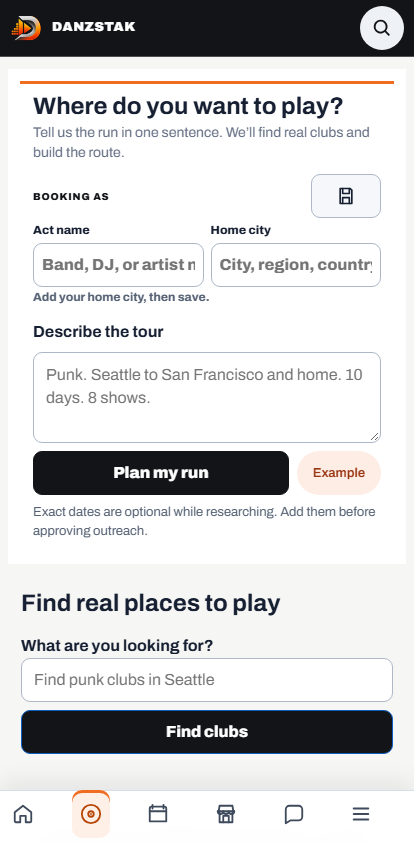 DANZSTAK
Where do you want to play?
Tell us the run in one sentence. We’ll find real clubs and
build the route.
BOOKING AS
Act name
Home city
Band, DJ, or artist n
City, region, country
Add your home city, then save.
Describe the tour
Punk. Seattle to San Francisco and home. 10
days. 8 shows.
Plan my run
Example
Exact dates are optional while researching. Add them before
approving outreach.
Find real places to play
What are you looking for?
Find punk clubs in Seattle
Find clubs